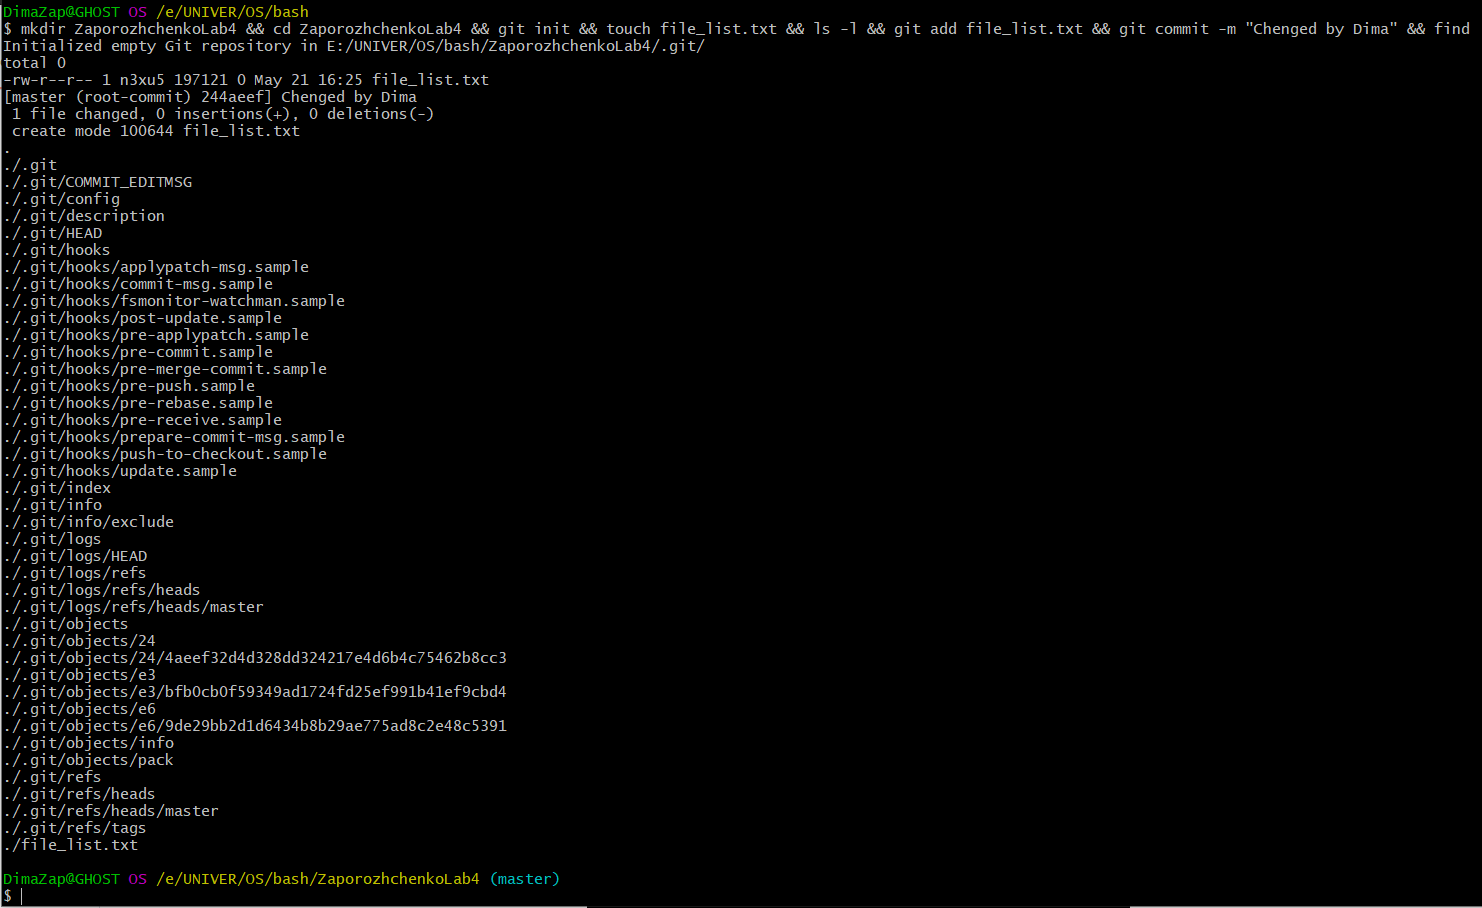 DimaZap@GHOST OS /e/UNIVER/OS/bash
$ mkdir ZaporozhchenkoLab4 && cd ZaporozhchenkoLab4 && git init && touch file_list.txt && ls -l && git add file_list.txt && git commit -m "Chenged by Dima" && find
Initialized empty Git repository in E:/UNIVER/OS/bash/ZaporozhchenkoLab4/.git/
total 0
-rw-r--r-- 1 n3xu5 197121 0 May 21 16:25 file_list.txt
[master (root-commit) 244aeef] Chenged by Dima
 1 file changed, 0 insertions(+), 0 deletions(-)
 create mode 100644 file_list.txt
.
./.git
./.git/COMMIT_EDITMSG
./.git/config
./.git/description
./.git/HEAD
./.git/hooks
./.git/hooks/applypatch-msg.sample
./.git/hooks/commit-msg.sample
./.git/hooks/fsmonitor-watchman.sample
./.git/hooks/post-update.sample
./.git/hooks/pre-applypatch.sample
./.git/hooks/pre-commit.sample
./.git/hooks/pre-merge-commit.sample
./.git/hooks/pre-push.sample
./.git/hooks/pre-rebase.sample
./.git/hooks/pre-receive.sample
./.git/hooks/prepare-commit-msg.sample
./.git/hooks/push-to-checkout.sample
./.git/hooks/update.sample
./.git/index
./.git/info
./.git/info/exclude
./.git/logs
./.git/logs/HEAD
./.git/logs/refs
./.git/logs/refs/heads
./.git/logs/refs/heads/master
./.git/objects
./.git/objects/24
./.git/objects/24/4aeef32d4d328dd324217e4d6b4c75462b8cc3
./.git/objects/e3
./.git/objects/e3/bfb0cb0f59349ad1724fd25ef991b41ef9cbd4
./.git/objects/e6
./.git/objects/e6/9de29bb2d1d6434b8b29ae775ad8c2e48c5391
./.git/objects/info
./.git/objects/pack
./.git/refs
./.git/refs/heads
./.git/refs/heads/master
./.git/refs/tags
./file_list.txt
DimaZap@GHOST OS /e/UNIVER/OS/bash/ZaporozhchenkoLab4 (master)
$